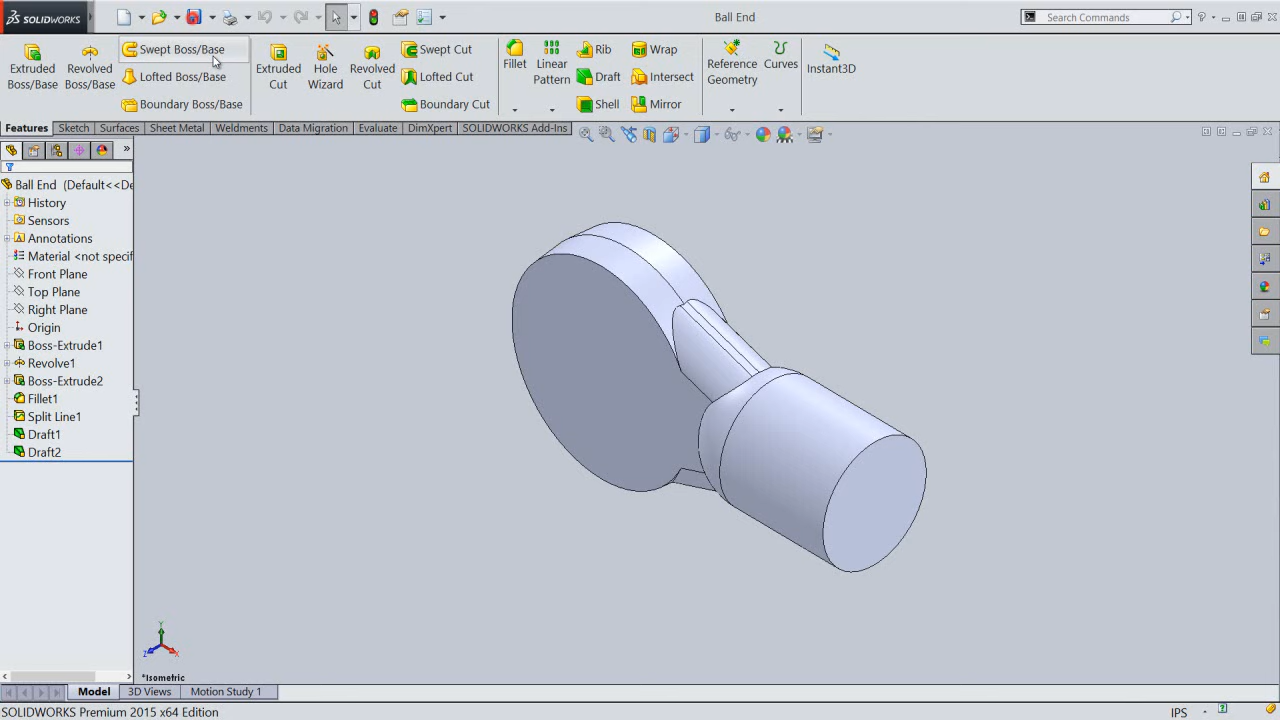 SOLIDWORKS
Ball End
Search Commands
Extruded Boss/Base
Revolved Boss/Base
Swept Boss/Base
Lofted Boss/Base
Boundary Boss/Base
Extruded Cut
Hole Wizard
Revolved Cut
Swept Cut
Lofted Cut
Boundary Cut
Fillet
Linear Pattern
Rib
Draft
Shell
Wrap
Intersect
Mirror
Reference Geometry
Curves
Instant3D
Features Sketch Surfaces Sheet Metal Weldments Data Migration Evaluate DimXpert SOLIDWORKS Add-Ins
Ball End (Default<<De
History
Sensors
Annotations
Material <not specif
Front Plane
Top Plane
Right Plane
Origin
Boss-Extrude1
Revolve1
Boss-Extrude2
Fillet1
Split Line1
Draft1
Draft2
Y
Z X
*Isometric
Model 3D Views Motion Study 1
SOLIDWORKS Premium 2015 x64 Edition IPS